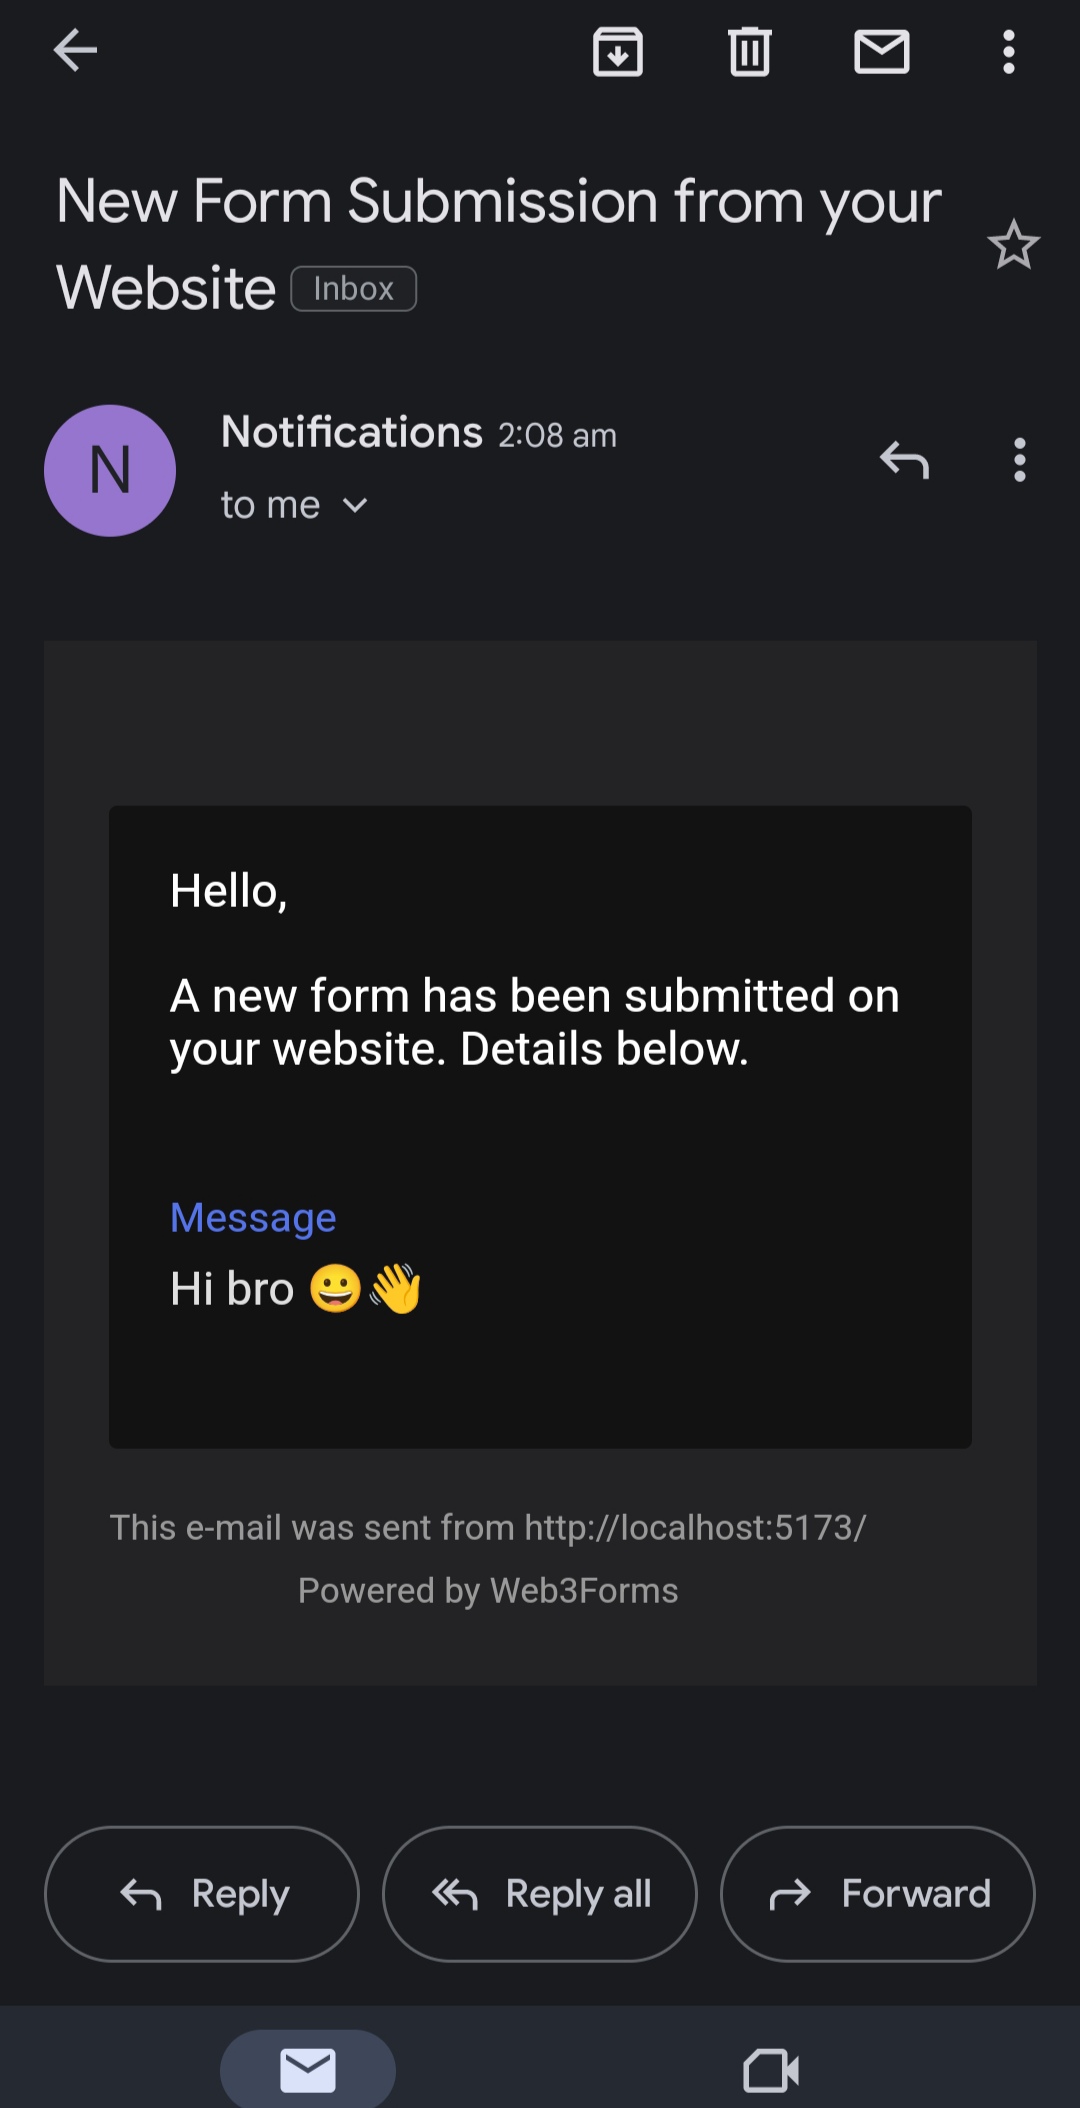 New Form Submission from your
Website Inbox
N
Notifications 2:08 am
to me
Hello,
A new form has been submitted on
your website. Details below.
Message
Hi bro 😀👋
This e-mail was sent from http://localhost:5173/
Powered by Web3Forms
Reply
Reply all
Forward